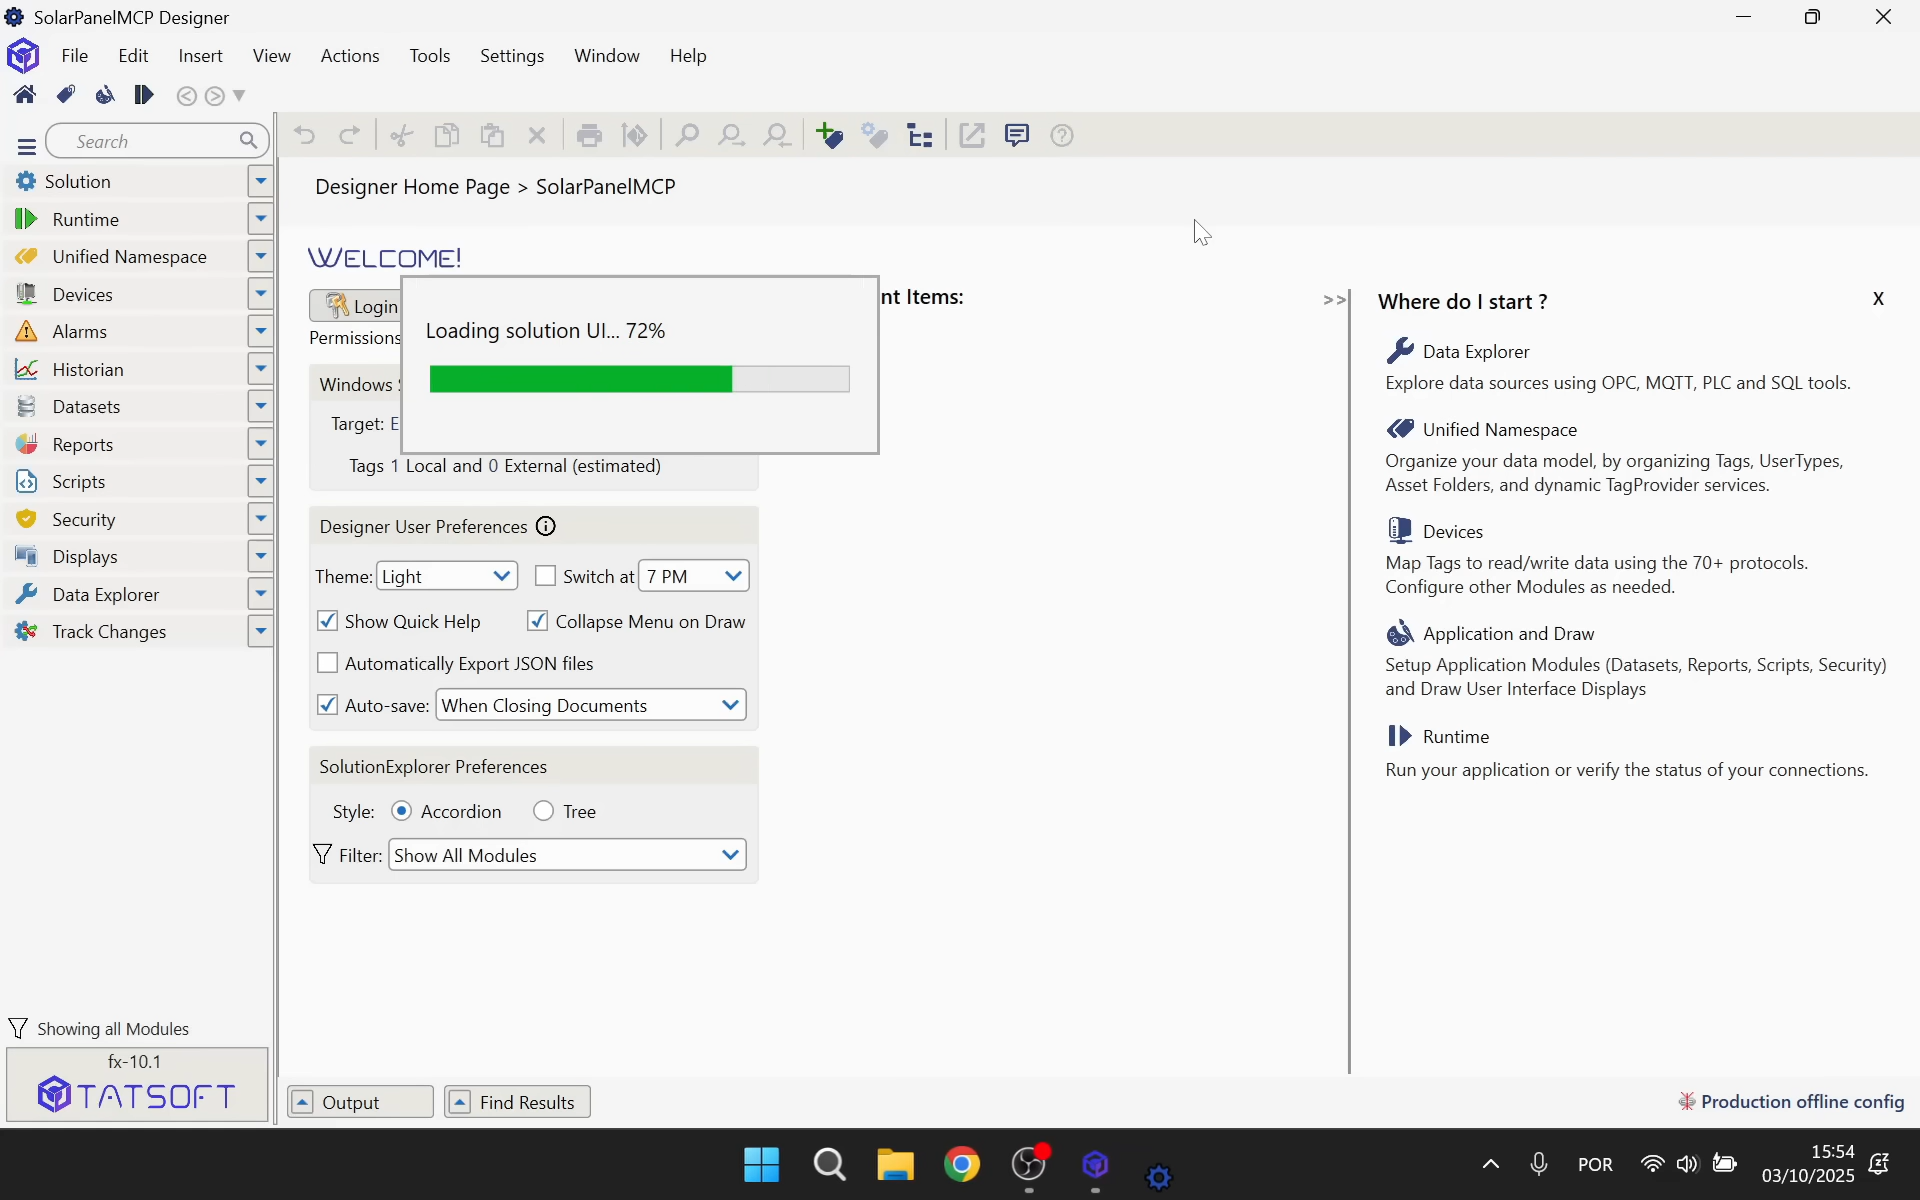 SolarPanelMCP Designer
File Edit Insert View Actions Tools Settings Window Help
Search
Solution
Runtime
Unified Namespace
Devices
Alarms
Historian
Datasets
Reports
Scripts
Security
Displays
Data Explorer
Track Changes
Showing all Modules
fx-10.1
TATSOFT
Designer Home Page > SolarPanelMCP
WELCOME!
Login
Permissions
Windows
Target: E
Tags 1 Local and 0 External (estimated)
Loading solution UI... 72%
nt Items:
>>
Designer User Preferences
Theme: Light Switch at 7 PM
Show Quick Help Collapse Menu on Draw
Automatically Export JSON files
Auto-save: When Closing Documents
SolutionExplorer Preferences
Style: Accordion Tree
Filter: Show All Modules
Where do I start ? X
Data Explorer
Explore data sources using OPC, MQTT, PLC and SQL tools.
Unified Namespace
Organize your data model, by organizing Tags, UserTypes,
Asset Folders, and dynamic TagProvider services.
Devices
Map Tags to read/write data using the 70+ protocols.
Configure other Modules as needed.
Application and Draw
Setup Application Modules (Datasets, Reports, Scripts, Security)
and Draw User Interface Displays
Runtime
Run your application or verify the status of your connections.
Output Find Results
Production offline config
POR
15:54
03/10/2025